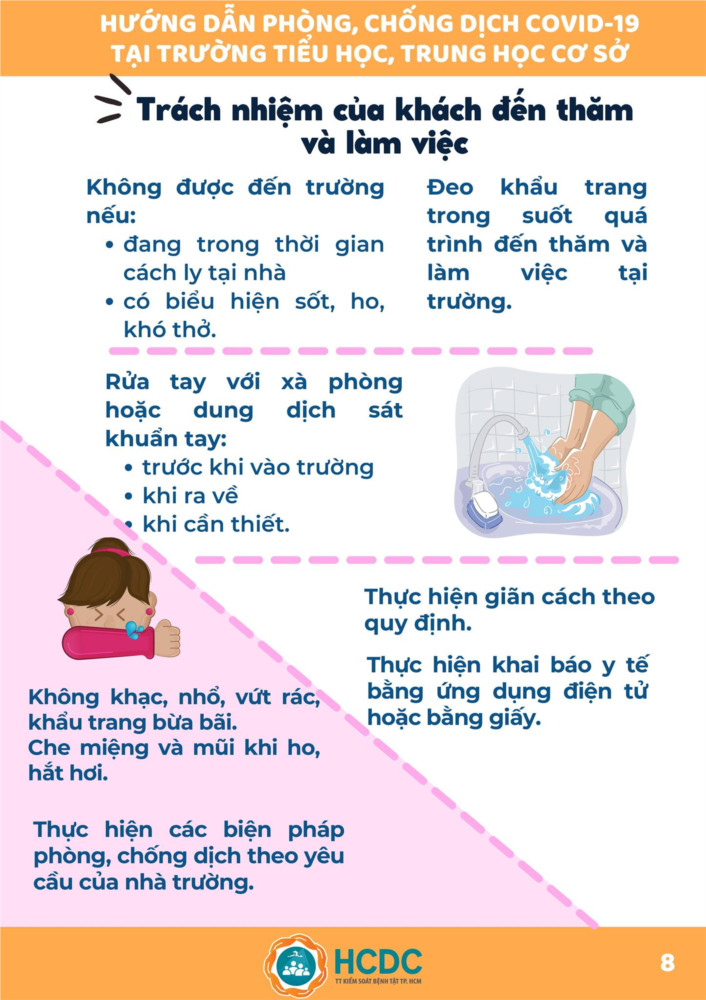 HƯỚNG DẪN PHÒNG, CHỐNG DỊCH COVID-19
TẠI TRƯỜNG TIỂU HỌC, TRUNG HỌC CƠ SỞ
Trách nhiệm của khách đến thăm
và làm việc
Không được đến trường
nếu:
• đang trong thời gian
cách ly tại nhà
• có biểu hiện sốt, ho,
khó thở.
Đeo khẩu trang
trong suốt quá
trình đến thăm và
làm việc tại
trường.
Rửa tay với xà phòng
hoặc dung dịch sát
khuẩn tay:
• trước khi vào trường
• khi ra về
• khi cần thiết.
Thực hiện giãn cách theo
quy định.
Thực hiện khai báo y tế
bằng ứng dụng điện tử
hoặc bằng giấy.
Không khạc, nhổ, vứt rác,
khẩu trang bừa bãi.
Che miệng và mũi khi ho,
hắt hơi.
Thực hiện các biện pháp
phòng, chống dịch theo yêu
cầu của nhà trường.
HCDC
TT KIỂM SOÁT BỆNH TẬT TP. HCM
8